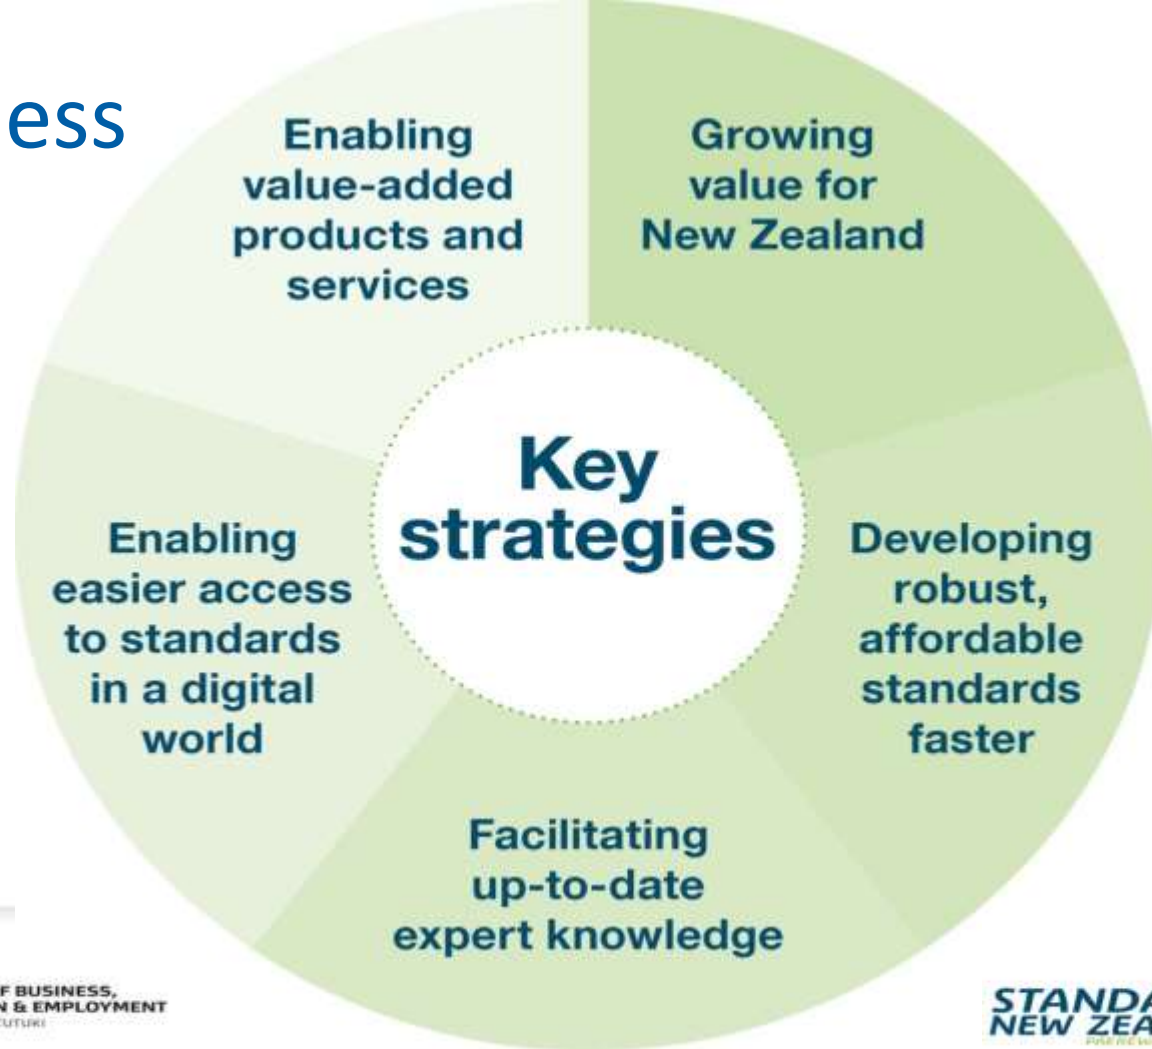 ess
Enabling
value-added
products and
services
Growing
value for
New Zealand
Key
strategies
Enabling
easier access
to standards
in a digital
world
Developing
robust,
affordable
standards
faster
Facilitating
up-to-date
expert knowledge
F BUSINESS,
N & EMPLOYMENT
STANDA
NEW ZEA